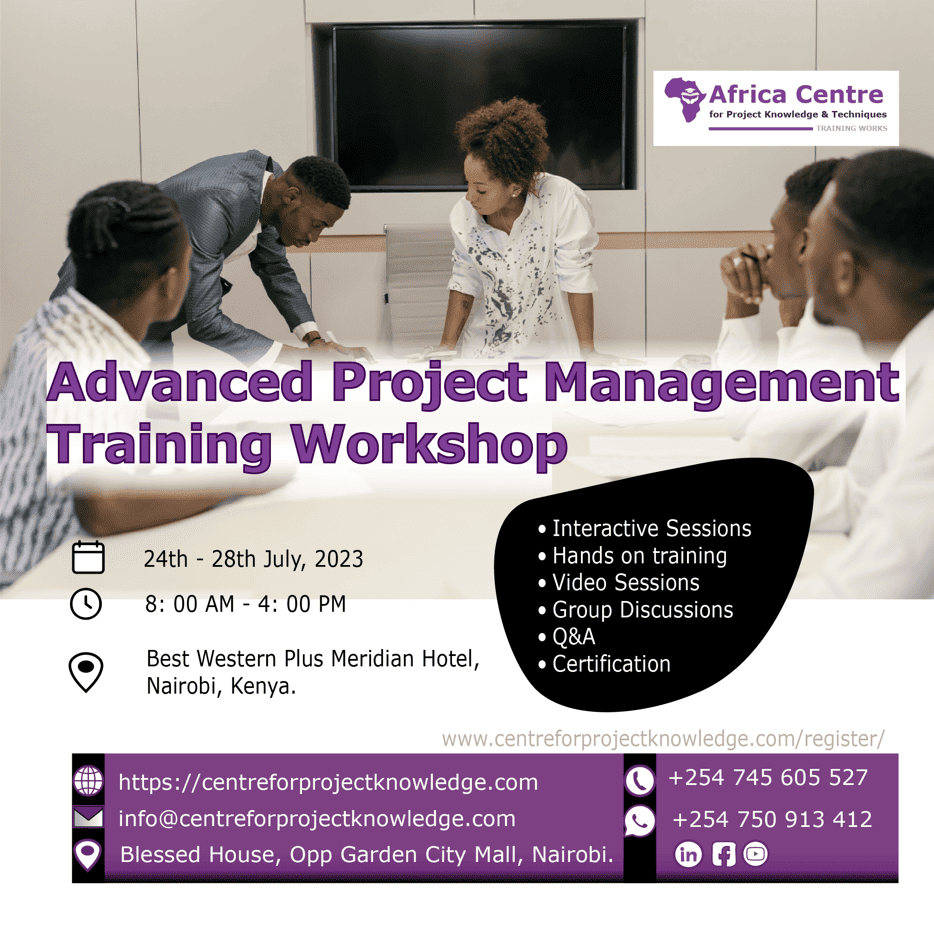 Africa Centre
for Project Knowledge & Techniques
TRAINING WORKS
Advanced Project Management
Training Workshop
• Interactive Sessions
• Hands on training
• Video Sessions
• Group Discussions
• Q&A
• Certification
24th - 28th July, 2023
8: 00 AM - 4: 00 PM
Best Western Plus Meridian Hotel,
Nairobi, Kenya.
www.centreforprojectknowledge.com/register/
https://centreforprojectknowledge.com
info@centreforprojectknowledge.com
Blessed House, Opp Garden City Mall, Nairobi.
+254 745 605 527
+254 750 913 412
in